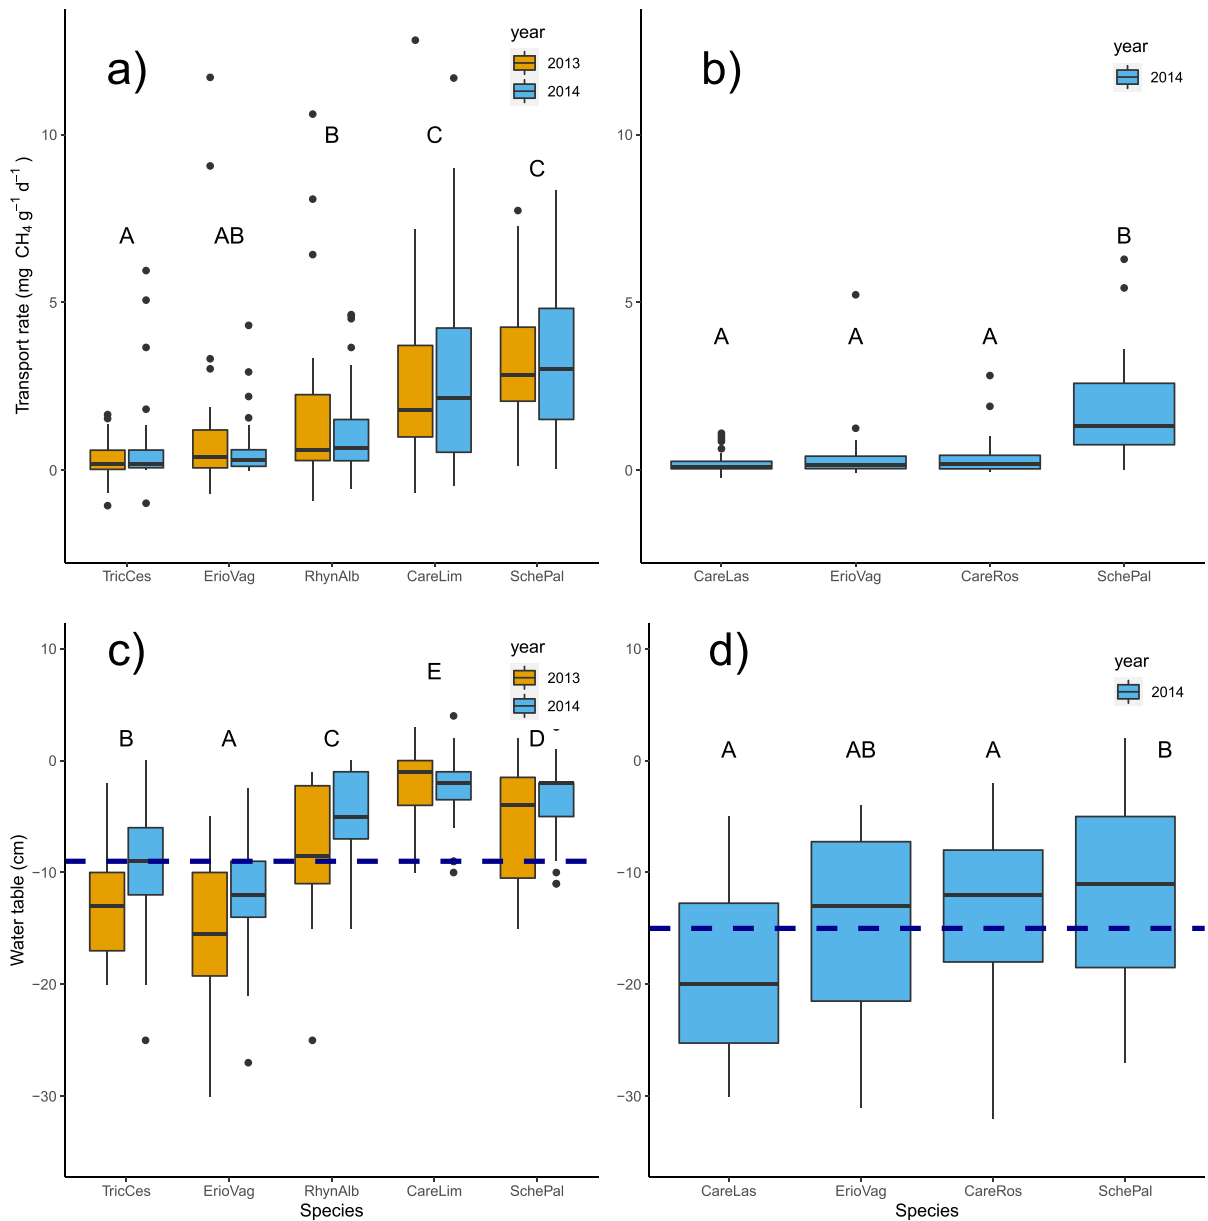 a)
year
2013
2014
A
AB
B
C
C
10
5
0
Transport rate (mg CH₄ g⁻¹ d⁻¹)
TricCes ErioVag RhynAlb CareLim SchePal
b)
year
2014
A
A
A
B
10
5
0
CareLas ErioVag CareRos SchePal
c)
year
2013
2014
B
A
C
E
D
10
0
−10
−20
−30
Water table (cm)
TricCes ErioVag RhynAlb CareLim SchePal
Species
d)
year
2014
A
AB
A
B
10
0
−10
−20
−30
CareLas ErioVag CareRos SchePal
Species